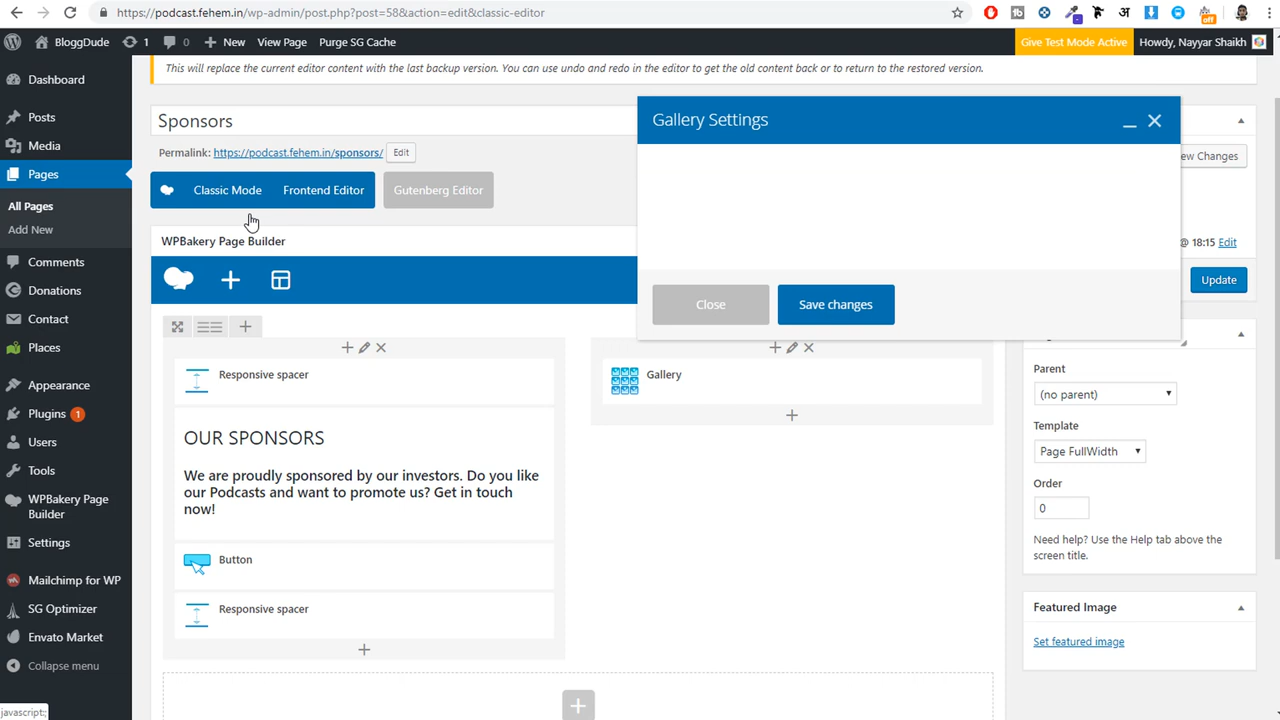 https://podcast.fehem.in/wp-admin/post.php?post=58&action=edit&classic-editor
BloggDude
1
0
New
View Page
Purge SG Cache
Give Test Mode Active
Howdy, Nayyar Shaikh
off
This will replace the current editor content with the last backup version. You can use undo and redo in the editor to get the old content back or to return to the restored version.
Dashboard
Posts
Media
Pages
All Pages
Add New
Comments
Donations
Contact
Places
Appearance
Plugins 1
Users
Tools
WPBakery Page
Builder
Settings
Mailchimp for WP
SG Optimizer
Envato Market
Collapse menu
javascript:;
Sponsors
Permalink: https://podcast.fehem.in/sponsors/ Edit
Classic Mode
Frontend Editor
Gutenberg Editor
WPBakery Page Builder
Responsive spacer
OUR SPONSORS
We are proudly sponsored by our investors. Do you like
our Podcasts and want to promote us? Get in touch
now!
Button
Responsive spacer
Gallery
Gallery Settings
Close
Save changes
ew Changes
@ 18:15 Edit
Update
Parent
(no parent)
Template
Page FullWidth
Order
0
Need help? Use the Help tab above the
screen title.
Featured Image
Set featured image